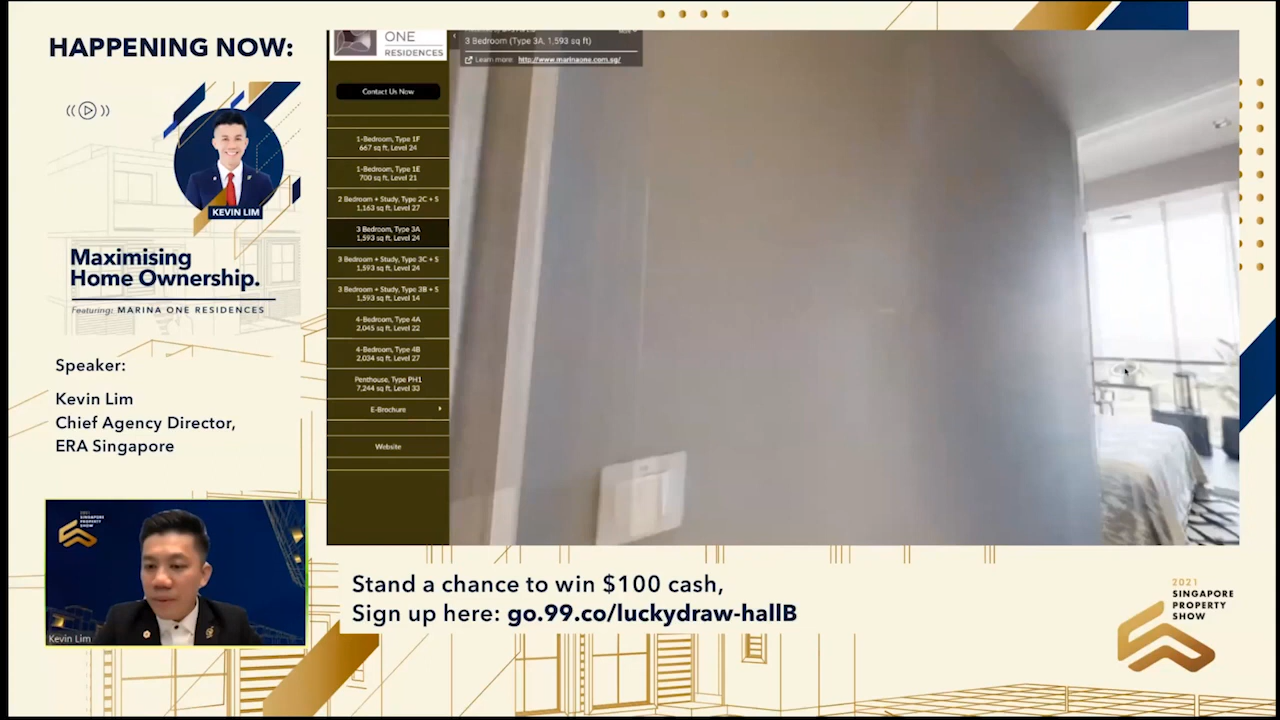 HAPPENING NOW:
KEVIN LIM
Maximising
Home Ownership.
Featuring: MARINA ONE RESIDENCES
Speaker:
Kevin Lim
Chief Agency Director,
ERA Singapore
2021
SINGAPORE
PROPERTY
SHOW
Kevin Lim
ONE
RESIDENCES
Contact Us Now
1-Bedroom, Type 1F
667 sq ft, Level 24
1-Bedroom, Type 1E
700 sq ft, Level 21
2 Bedroom + Study, Type 2C + S
1,163 sq ft, Level 27
3 Bedroom, Type 3A
1,593 sq ft, Level 24
3 Bedroom + Study, Type 3C + S
1,593 sq ft, Level 24
3 Bedroom + Study, Type 3B + S
1,593 sq ft, Level 14
4-Bedroom, Type 4A
2,045 sq ft, Level 22
4-Bedroom, Type 4B
2,034 sq ft, Level 27
Penthouse, Type PH1
7,244 sq ft, Level 33
E-Brochure
Website
3 Bedroom (Type 3A, 1,593 sq ft)
Learn more: http://www.marinaone.com.sg/
Stand a chance to win $100 cash,
Sign up here: go.99.co/luckydraw-hallB
2021
SINGAPORE
PROPERTY
SHOW